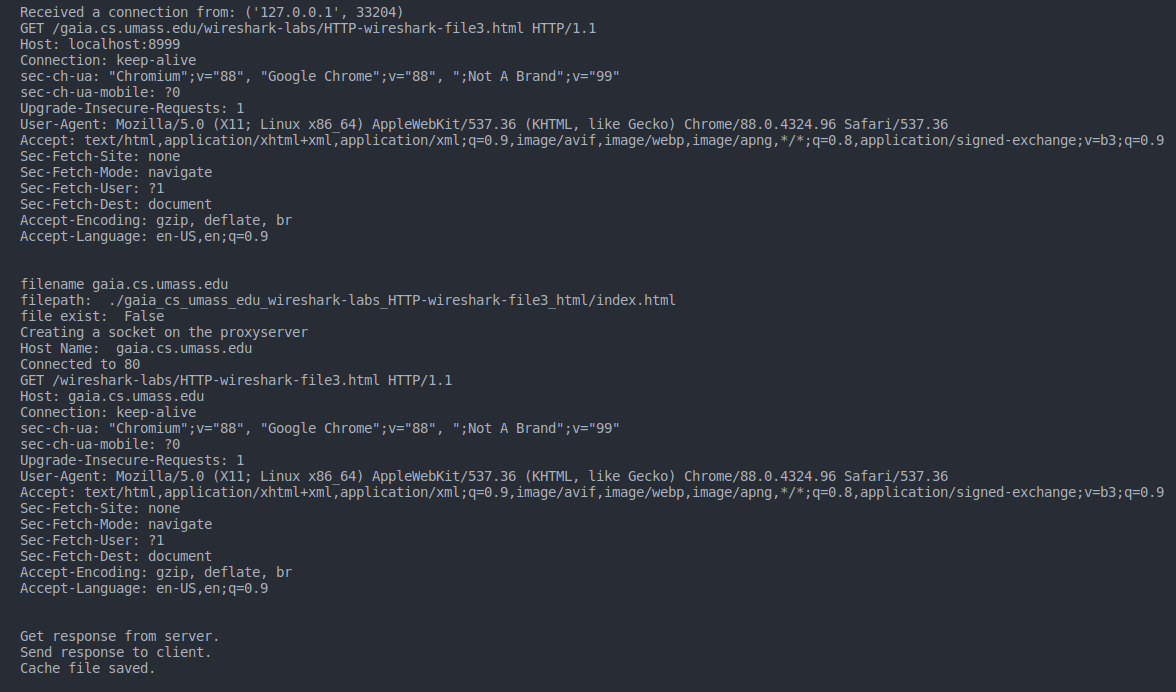 Received a connection from: ('127.0.0.1', 33204)
GET /gaia.cs.umass.edu/wireshark-labs/HTTP-wireshark-file3.html HTTP/1.1
Host: localhost:8999
Connection: keep-alive
sec-ch-ua: "Chromium";v="88", "Google Chrome";v="88", ";Not A Brand";v="99"
sec-ch-ua-mobile: ?0
Upgrade-Insecure-Requests: 1
User-Agent: Mozilla/5.0 (X11; Linux x86_64) AppleWebKit/537.36 (KHTML, like Gecko) Chrome/88.0.4324.96 Safari/537.36
Accept: text/html,application/xhtml+xml,application/xml;q=0.9,image/avif,image/webp,image/apng,*/*;q=0.8,application/signed-exchange;v=b3;q=0.9
Sec-Fetch-Site: none
Sec-Fetch-Mode: navigate
Sec-Fetch-User: ?1
Sec-Fetch-Dest: document
Accept-Encoding: gzip, deflate, br
Accept-Language: en-US,en;q=0.9
filename gaia.cs.umass.edu
filepath:  ./gaia_cs_umass_edu_wireshark-labs_HTTP-wireshark-file3_html/index.html
file exist:  False
Creating a socket on the proxyserver
Host Name:  gaia.cs.umass.edu
Connected to 80
GET /wireshark-labs/HTTP-wireshark-file3.html HTTP/1.1
Host: gaia.cs.umass.edu
Connection: keep-alive
sec-ch-ua: "Chromium";v="88", "Google Chrome";v="88", ";Not A Brand";v="99"
sec-ch-ua-mobile: ?0
Upgrade-Insecure-Requests: 1
User-Agent: Mozilla/5.0 (X11; Linux x86_64) AppleWebKit/537.36 (KHTML, like Gecko) Chrome/88.0.4324.96 Safari/537.36
Accept: text/html,application/xhtml+xml,application/xml;q=0.9,image/avif,image/webp,image/apng,*/*;q=0.8,application/signed-exchange;v=b3;q=0.9
Sec-Fetch-Site: none
Sec-Fetch-Mode: navigate
Sec-Fetch-User: ?1
Sec-Fetch-Dest: document
Accept-Encoding: gzip, deflate, br
Accept-Language: en-US,en;q=0.9
Get response from server.
Send response to client.
Cache file saved.